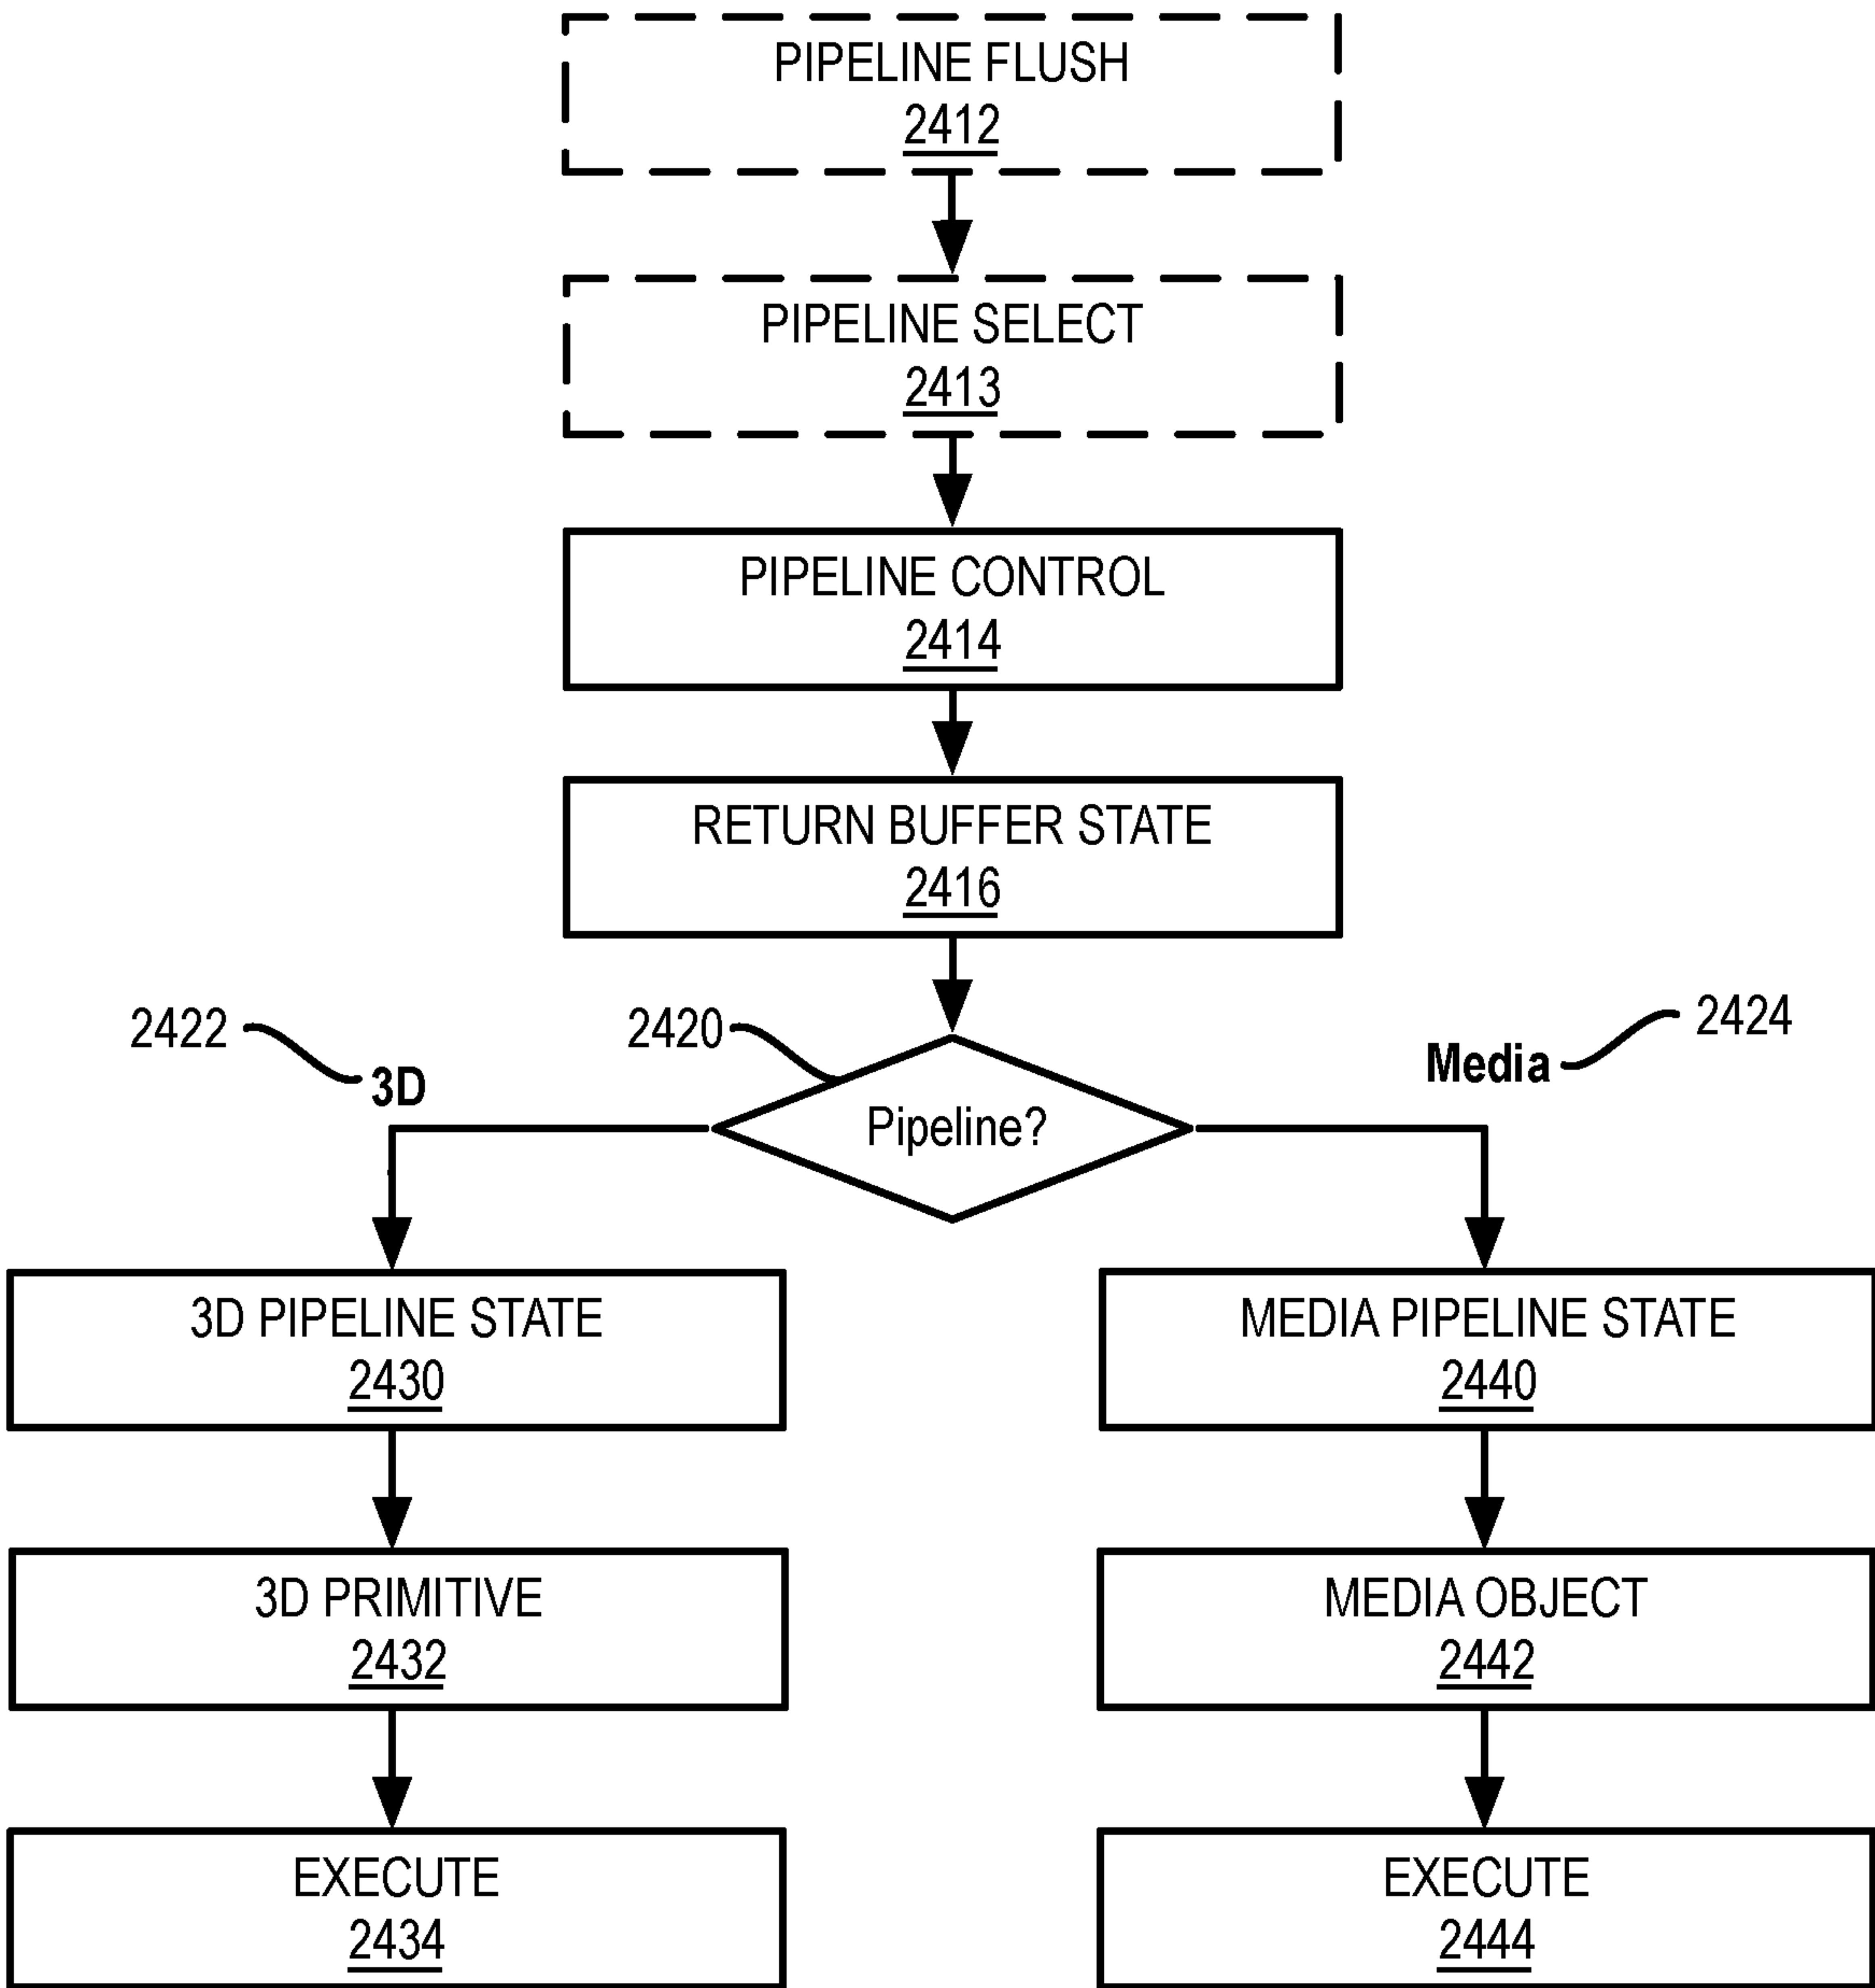 PIPELINE FLUSH
2412
PIPELINE SELECT
2413
PIPELINE CONTROL
2414
RETURN BUFFER STATE
2416
2422
2420
2424
3D
Media
Pipeline?
3D PIPELINE STATE
2430
MEDIA PIPELINE STATE
2440
3D PRIMITIVE
2432
MEDIA OBJECT
2442
EXECUTE
2434
EXECUTE
2444